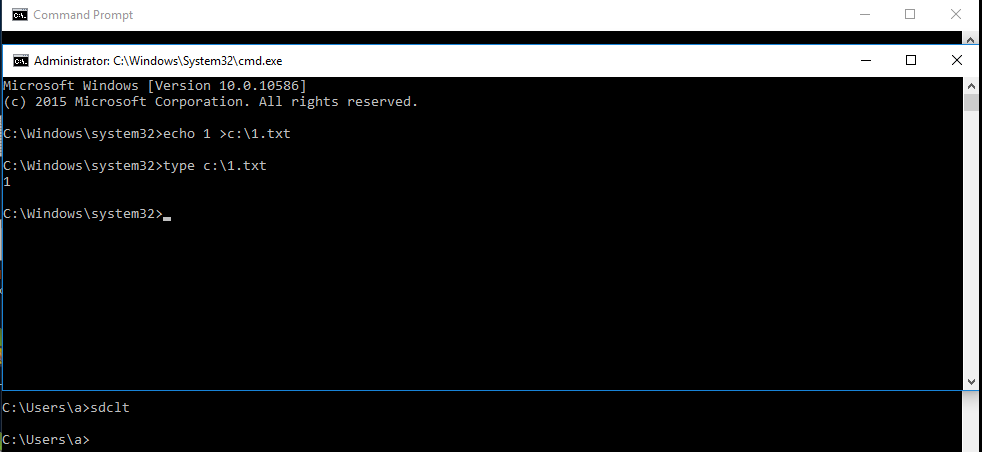 Command Prompt
Administrator: C:\Windows\System32\cmd.exe
Microsoft Windows [Version 10.0.10586]
(c) 2015 Microsoft Corporation. All rights reserved.
C:\Windows\system32>echo 1 >c:\1.txt
C:\Windows\system32>type c:\1.txt
1
C:\Windows\system32>
C:\Users\a>sdclt
C:\Users\a>